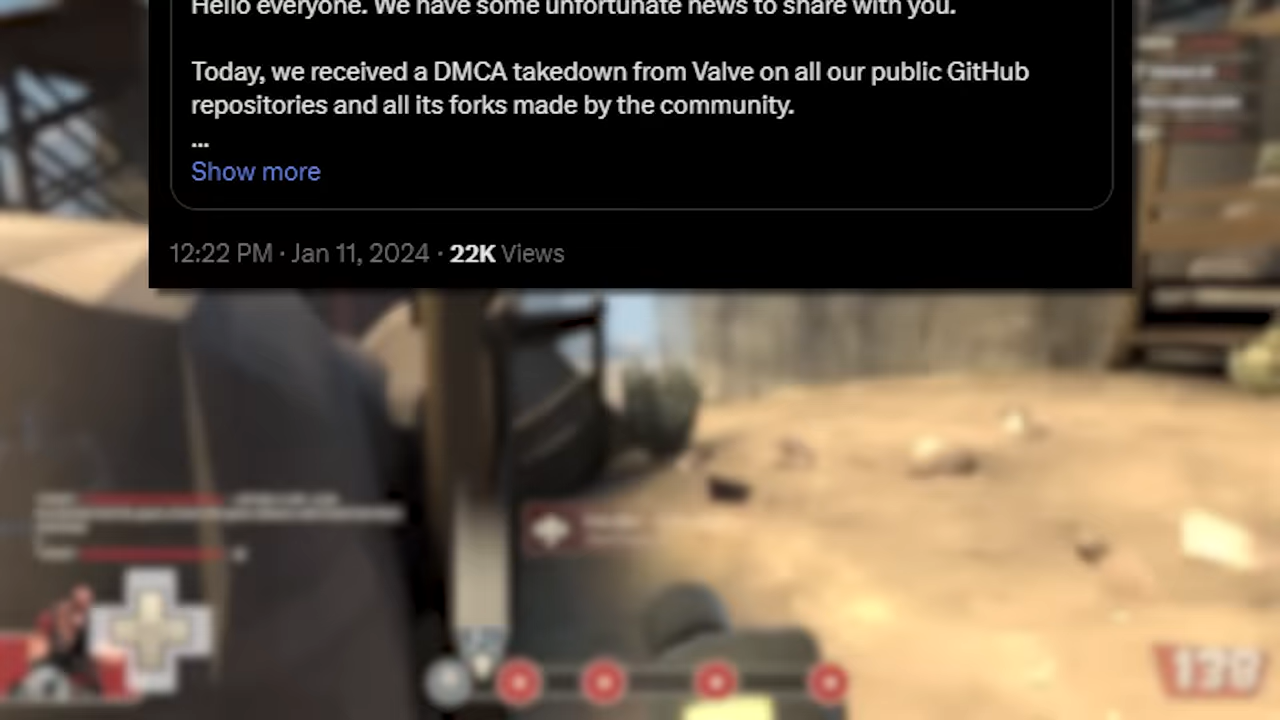 Hello everyone. We have some unfortunate news to share with you.
Today, we received a DMCA takedown from Valve on all our public GitHub
repositories and all its forks made by the community.
...
Show more
12:22 PM · Jan 11, 2024 · 22K Views